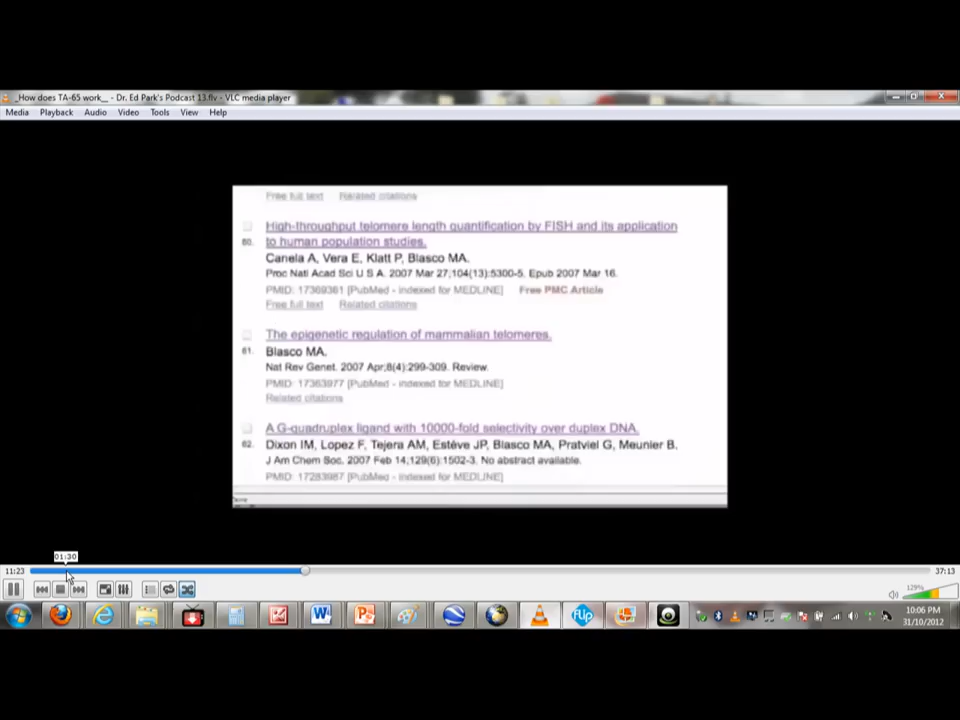 _How does TA-65 work__ - Dr. Ed Park's Podcast 13.flv - VLC media player
Media Playback Audio Video Tools View Help
Free full text Related citations
High-throughput telomere length quantification by FISH and its application
60. to human population studies.
Canela A, Vera E, Klatt P, Blasco MA.
Proc Natl Acad Sci U S A. 2007 Mar 27;104(13):5300-5. Epub 2007 Mar 16.
PMID: 17369361 [PubMed - indexed for MEDLINE] Free PMC Article
Free full text Related citations
The epigenetic regulation of mammalian telomeres.
61. Blasco MA.
Nat Rev Genet. 2007 Apr;8(4):299-309. Review.
PMID: 17363977 [PubMed - indexed for MEDLINE]
Related citations
A G-quadruplex ligand with 10000-fold selectivity over duplex DNA.
62. Dixon IM, Lopez F, Tejera AM, Estève JP, Blasco MA, Pratviel G, Meunier B.
J Am Chem Soc. 2007 Feb 14;129(6):1502-3. No abstract available.
PMID: 17283987 [PubMed - indexed for MEDLINE]
01:30
11:23 37:13
129%
flip
10:06 PM
31/10/2012